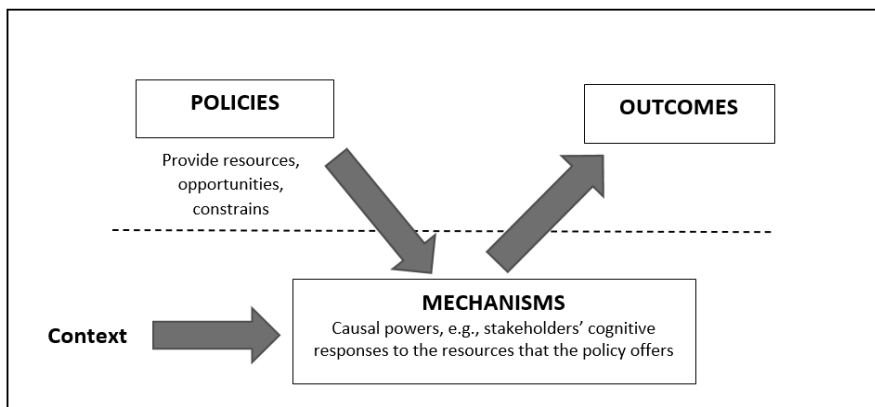 POLICIES
Provide resources,
opportunities,
constrains
OUTCOMES
MECHANISMS
Causal powers, e.g., stakeholders’ cognitive
responses to the resources that the policy offers
Context